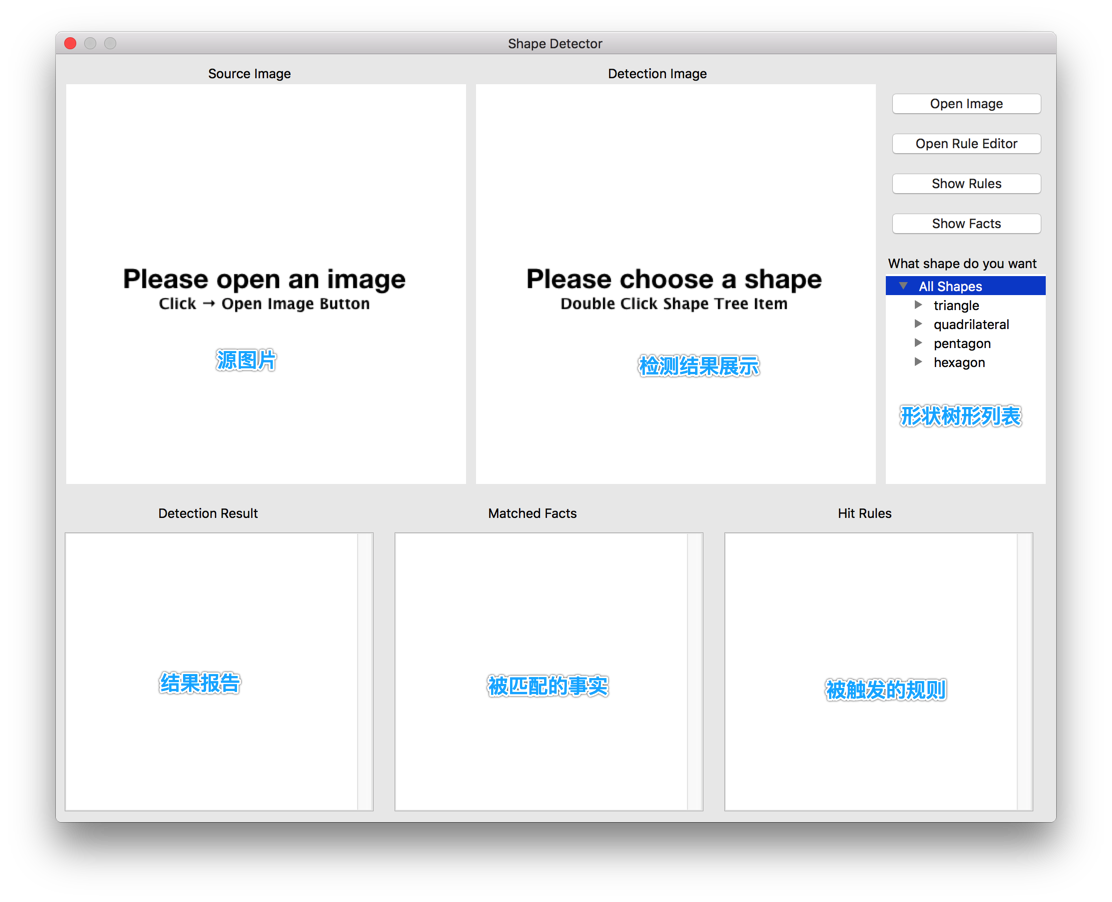 Shape Detector
Source Image
Detection Image
Please open an image
Click → Open Image Button
源图片
Please choose a shape
Double Click Shape Tree Item
检测结果展示
Open Image
Open Rule Editor
Show Rules
Show Facts
What shape do you want
All Shapes
triangle
quadrilateral
pentagon
hexagon
形状树形列表
Detection Result
Matched Facts
Hit Rules
结果报告
被匹配的事实
被触发的规则